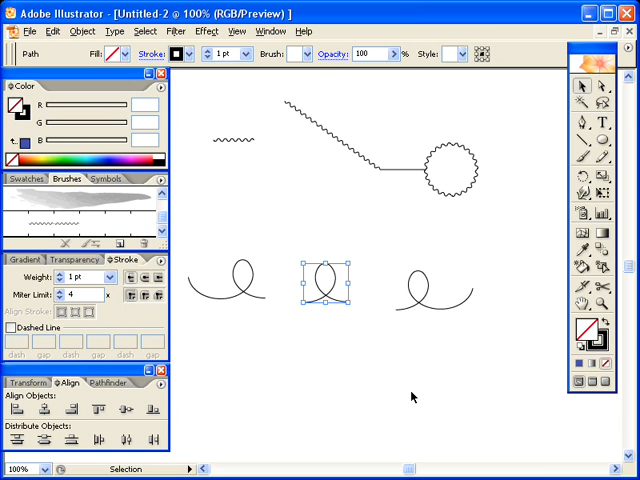 Adobe Illustrator - [Untitled-2 @ 100% (RGB/Preview) ]
File Edit Object Type Select Filter Effect View Window Help
Path Fill: Stroke: 1 pt Brush: Opacity: 100 % Style:
Color
R
G
B
Swatches Brushes Symbols
Gradient Transparency Stroke
Weight: 1 pt
Miter Limit: 4 x
Align Stroke:
Dashed Line
dash gap dash gap dash gap
Transform Align Pathfinder
Align Objects:
Distribute Objects:
100% Selection